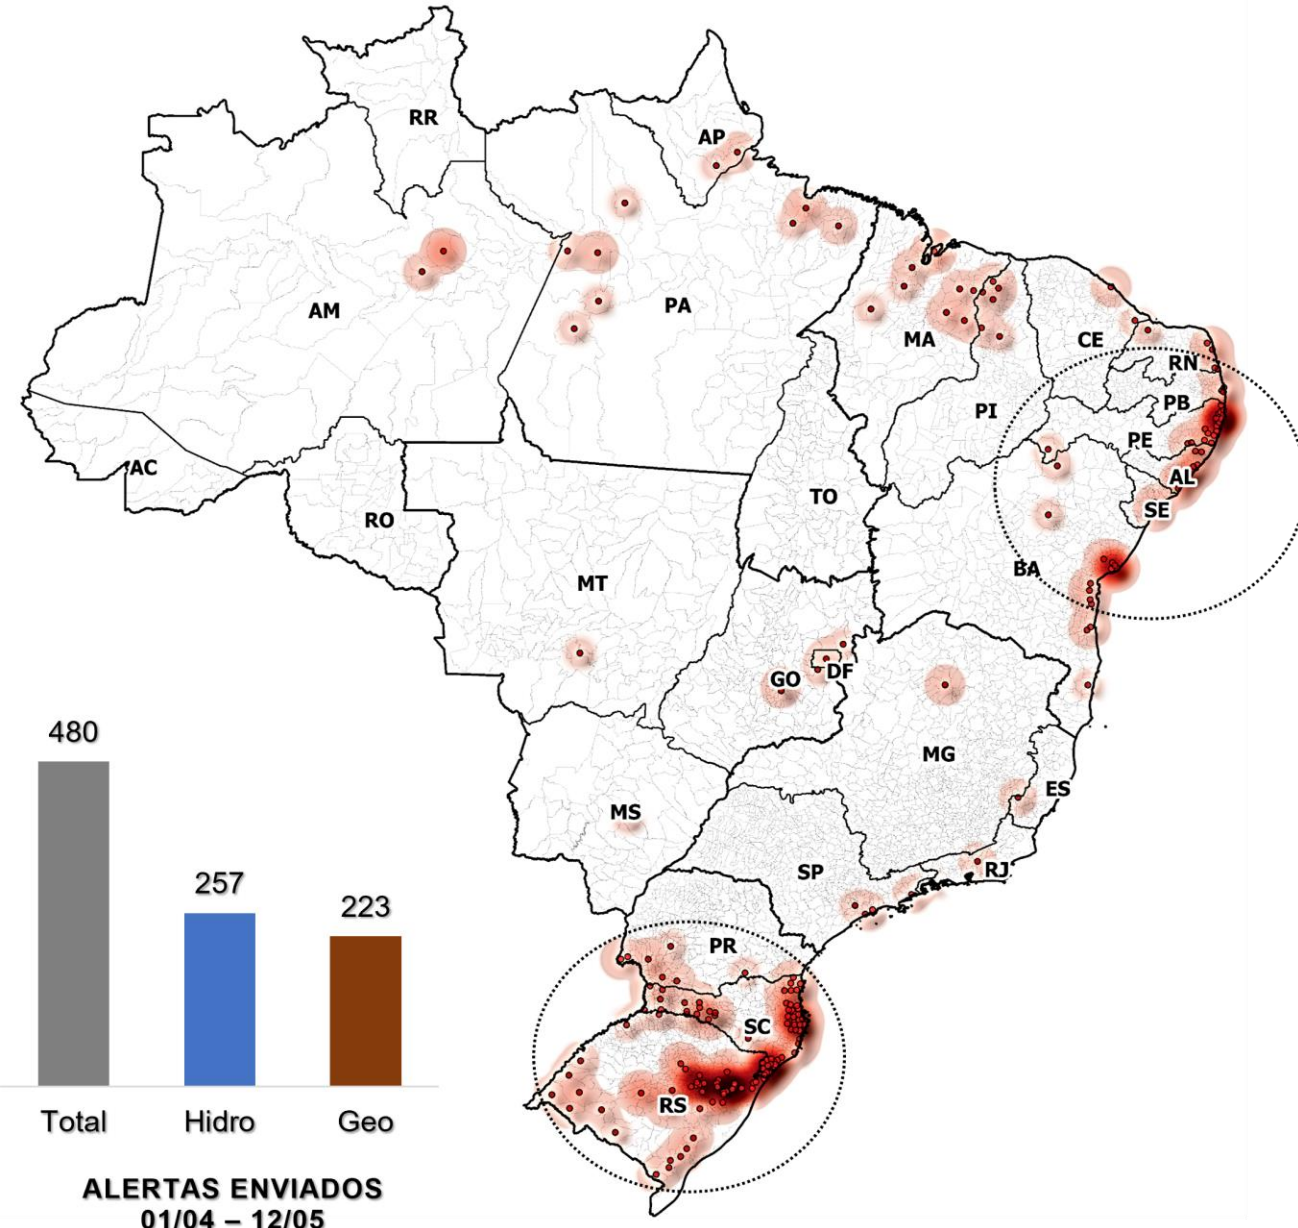 RR
AP
AM
PA
MA
CE
RN
PB
PI
PE
AL
SE
AC
RO
TO
BA
MT
GO
DF
MG
ES
MS
SP
RJ
PR
SC
RS
480
257
223
Total
Hidro
Geo
ALERTAS ENVIADOS
01/04 – 12/05